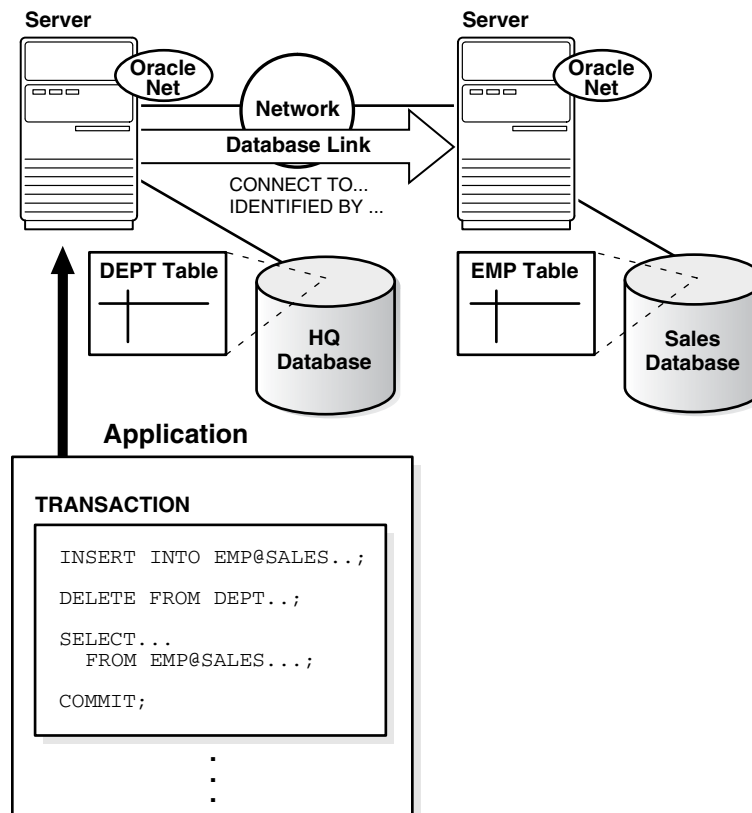 Server
Server
Oracle
Net
Oracle
Net
Network
Database Link
CONNECT TO...
IDENTIFIED BY ...
DEPT Table
EMP Table
HQ
Database
Sales
Database
Application
TRANSACTION
INSERT INTO EMP@SALES..;
DELETE FROM DEPT..;
SELECT...
FROM EMP@SALES...;
COMMIT;
.
.
.